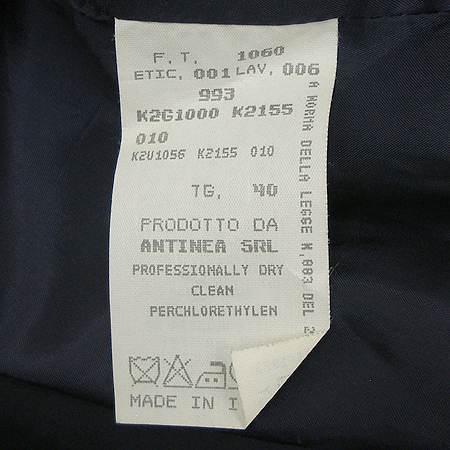 F.T. 1060
ETIC, 001 LAV, 006
993
K2G1000 K2155
010
K2U1056 K2155 010
TG, 40
PRODOTTO DA
ANTINEA SRL
PROFESSIONALLY DRY
CLEAN
PERCHLORETHYLEN
MADE IN I
A NORMA DELLA LEGGE N,883 DEL 2